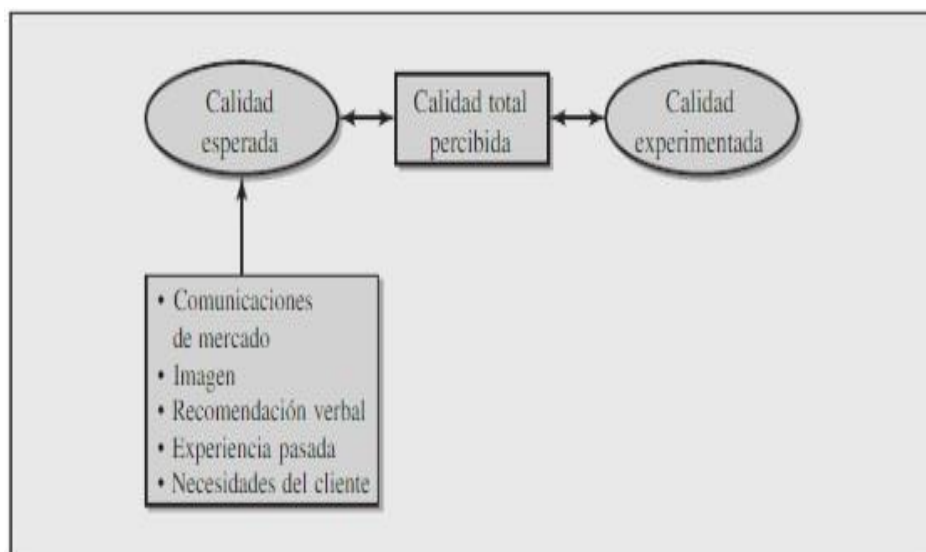 Calidad
esperada
Calidad total
percibida
Calidad
experimentada
• Comunicaciones
de mercado
• Imagen
• Recomendación verbal
• Experiencia pasada
• Necesidades del cliente